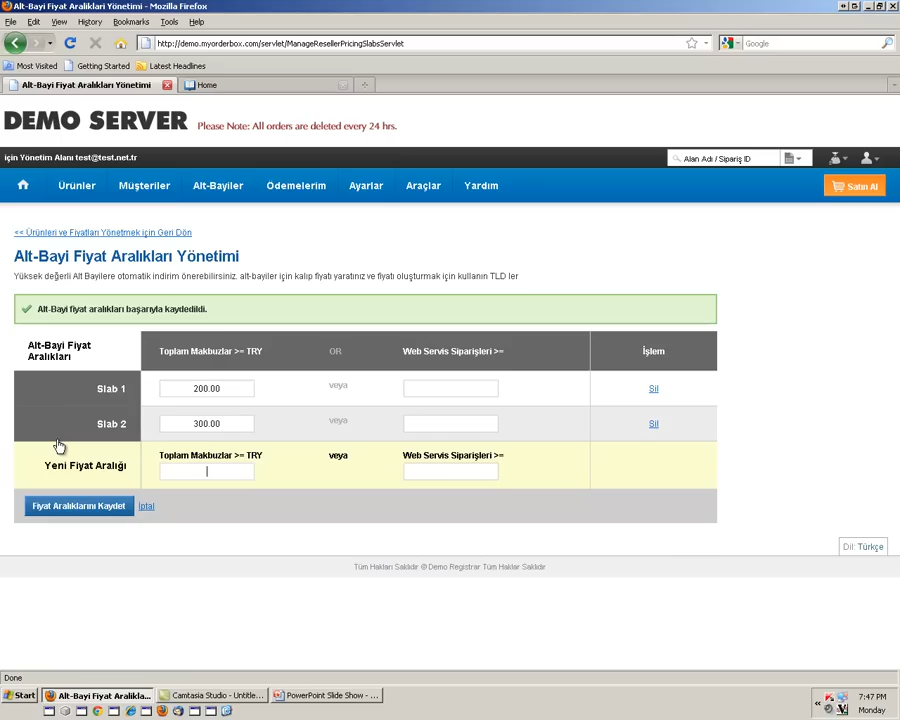 Alt-Bayi Fiyat Aralikları Yönetimi - Mozilla Firefox
File Edit View History Bookmarks Tools Help
http://demo.myorderbox.com/servlet/ManageResellerPricingSlabsServlet
Google
Most Visited Getting Started Latest Headlines
Alt-Bayi Fiyat Aralıkları Yönetimi Home
DEMO SERVER Please Note: All orders are deleted every 24 hrs.
için Yönetim Alanı test@test.net.tr
Alan Adı / Sipariş ID
Ürünler Müşteriler Alt-Bayiler Ödemelerim Ayarlar Araçlar Yardım
Satın Al
<< Ürünleri ve Fiyatları Yönetmek için Geri Dön
Alt-Bayi Fiyat Aralıkları Yönetimi
Yüksek değerli Alt Bayilere otomatik indirim önerebilirsiniz. alt-bayiler için kalıp fiyatı yaratınız ve fiyatı oluşturmak için kullanın TLD ler
Alt-Bayi fiyat aralıkları başarıyla kaydedildi.
Alt-Bayi Fiyat Aralıkları
Toplam Makbuzlar >= TRY OR Web Servis Siparişleri >= İşlem
Slab 1 200.00 veya Sil
Slab 2 300.00 veya Sil
Yeni Fiyat Aralığı
Toplam Makbuzlar >= TRY veya Web Servis Siparişleri >=
Fiyat Aralıklarını Kaydet İptal
Dil: Türkçe
Tüm Hakları Saklıdır © Demo Registrar Tüm Haklar Saklıdır
Done
Start Alt-Bayi Fiyat Aralıkla... Camtasia Studio - Untitle... PowerPoint Slide Show - ...
7:47 PM
Monday